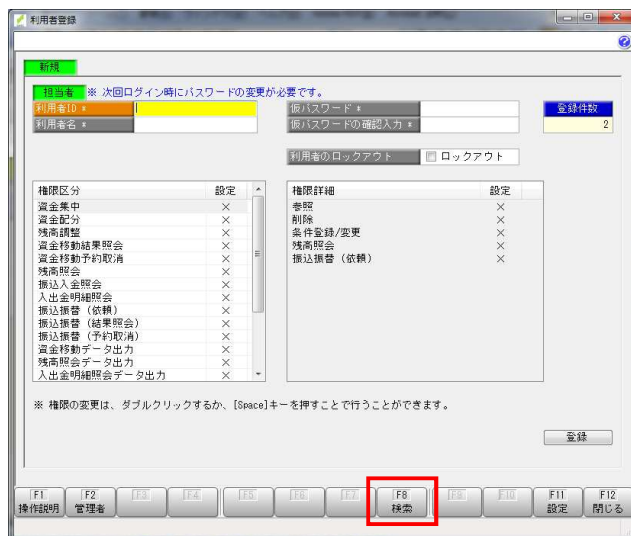 利用者登録
新規
担当者 ※ 次回ログイン時にパスワードの変更が必要です。
利用者ID * 仮パスワード * 登録件数
利用者名 * 仮パスワードの確認入力 * 2
利用者のロックアウト ロックアウト
権限区分 設定 権限詳細 設定
資金集中 × 参照 ×
資金配分 × 削除 ×
残高調整 × 条件登録/変更 ×
資金移動結果照会 × 残高照会 ×
資金移動予約取消 × 振込振替（依頼） ×
残高照会 ×
振込入金照会 ×
入出金明細照会 ×
振込振替（依頼） ×
振込振替（結果照会） ×
振込振替（予約取消） ×
資金移動データ出力 ×
残高照会データ出力 ×
入出金明細照会データ出力 ×
※ 権限の変更は、ダブルクリックするか、[Space]キーを押すことで行うことができます。
登録
F1 F2 F3 F4 F5 F6 F7 F8 F9 F10 F11 F12
操作説明 管理者 検索 設定 閉じる